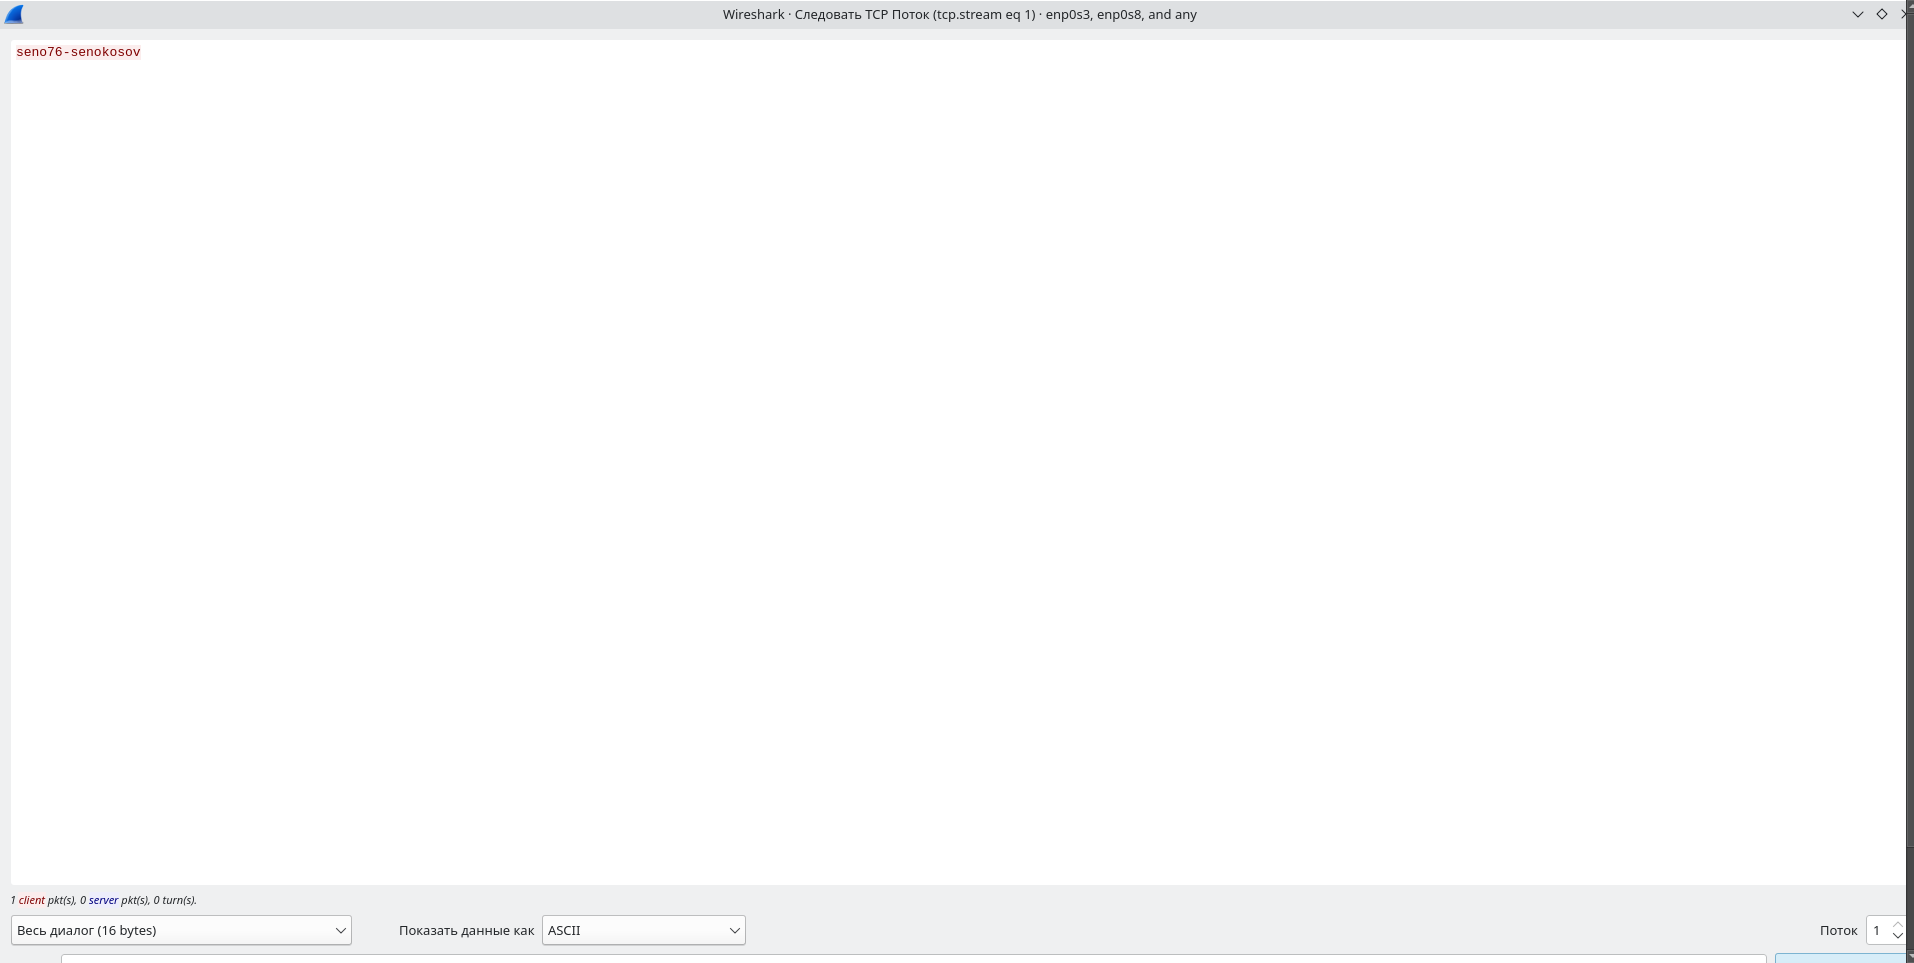 Wireshark · Следовать TCP Поток (tcp.stream eq 1) · enp0s3, enp0s8, and any
seno76-senokosov
1 client pkt(s), 0 server pkt(s), 0 turn(s).
Весь диалог (16 bytes) Показать данные как ASCII Поток 1